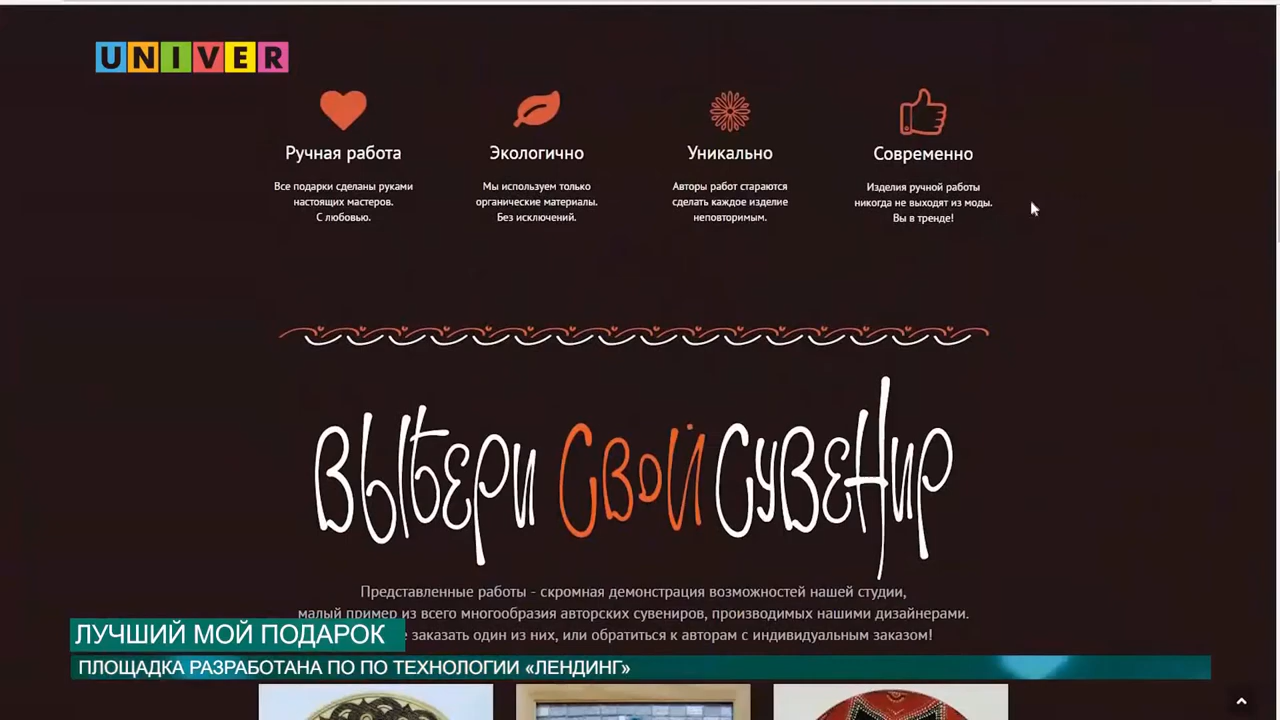 UNIVER
Ручная работа
Все подарки сделаны руками
настоящих мастеров.
С любовью.
Экологично
Мы используем только
органические материалы.
Без исключений.
Уникально
Авторы работ стараются
сделать каждое изделие
неповторимым.
Современно
Изделия ручной работы
никогда не выходят из моды.
Вы в тренде!
ВЫБЕРИ СВОЙ СУВЕНИР
Представленные работы - скромная демонстрация возможностей нашей студии,
малый пример из всего многообразия авторских сувениров, производимых нашими дизайнерами.
заказать один из них, или обратиться к авторам с индивидуальным заказом!
ЛУЧШИЙ МОЙ ПОДАРОК
ПЛОЩАДКА РАЗРАБОТАНА ПО ПО ТЕХНОЛОГИИ «ЛЕНДИНГ»